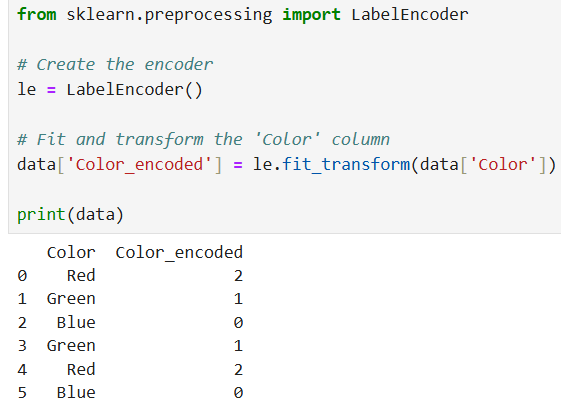 from sklearn.preprocessing import LabelEncoder
# Create the encoder
le = LabelEncoder()
# Fit and transform the 'Color' column
data['Color_encoded'] = le.fit_transform(data['Color'])
print(data)
Color Color_encoded
0 Red 2
1 Green 1
2 Blue 0
3 Green 1
4 Red 2
5 Blue 0